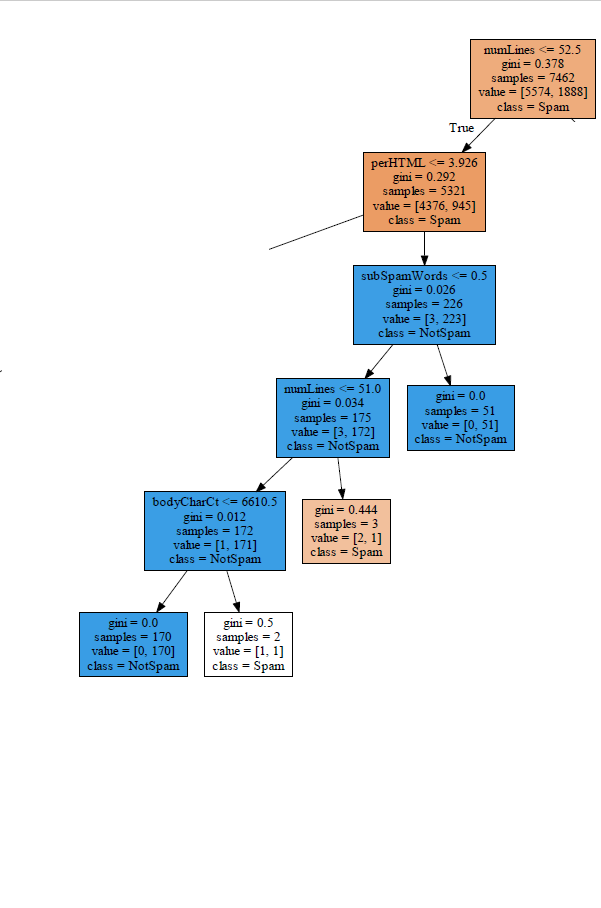 numLines <= 52.5
gini = 0.378
samples = 7462
value = [5574, 1888]
class = Spam
True
perHTML <= 3.926
gini = 0.292
samples = 5321
value = [4376, 945]
class = Spam
subSpamWords <= 0.5
gini = 0.026
samples = 226
value = [3, 223]
class = NotSpam
numLines <= 51.0
gini = 0.034
samples = 175
value = [3, 172]
class = NotSpam
gini = 0.0
samples = 51
value = [0, 51]
class = NotSpam
bodyCharCt <= 6610.5
gini = 0.012
samples = 172
value = [1, 171]
class = NotSpam
gini = 0.444
samples = 3
value = [2, 1]
class = Spam
gini = 0.0
samples = 170
value = [0, 170]
class = NotSpam
gini = 0.5
samples = 2
value = [1, 1]
class = Spam